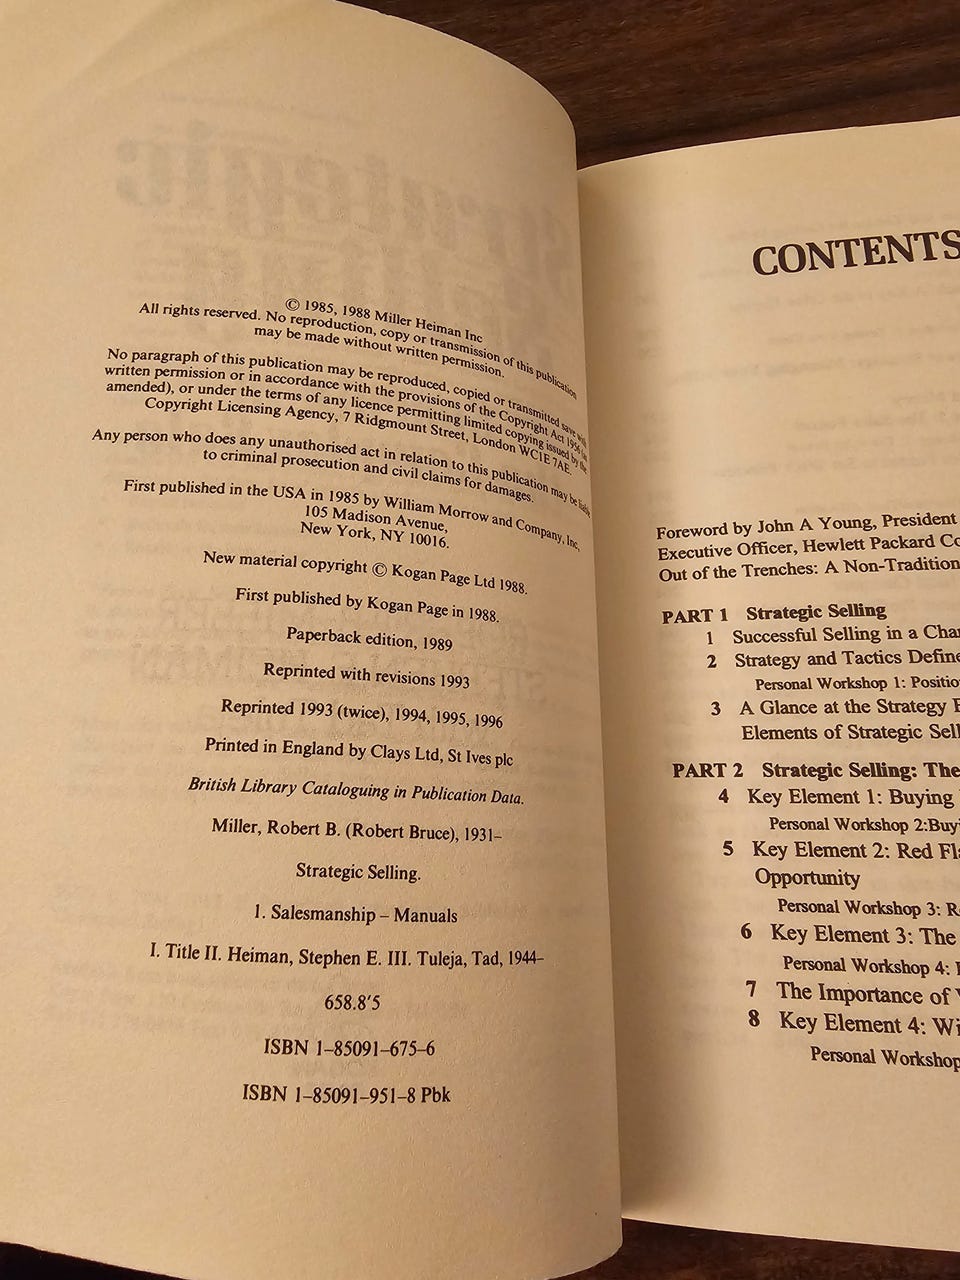 © 1985, 1988 Miller Heiman Inc
All rights reserved. No reproduction, copy or transmission of this publication
may be made without written permission.
No paragraph of this publication may be reproduced, copied or transmitted save with
written permission or in accordance with the provisions of the Copyright Act 1956 (as
amended), or under the terms of any licence permitting limited copying issued by the
Copyright Licensing Agency, 7 Ridgmount Street, London WC1E 7AE.
Any person who does any unauthorised act in relation to this publication may be liable
to criminal prosecution and civil claims for damages.
First published in the USA in 1985 by William Morrow and Company, Inc,
105 Madison Avenue,
New York, NY 10016.
New material copyright © Kogan Page Ltd 1988.
First published by Kogan Page in 1988.
Paperback edition, 1989
Reprinted with revisions 1993
Reprinted 1993 (twice), 1994, 1995, 1996
Printed in England by Clays Ltd, St Ives plc
British Library Cataloguing in Publication Data.
Miller, Robert B. (Robert Bruce), 1931–
Strategic Selling.
1. Salesmanship – Manuals
I. Title II. Heiman, Stephen E. III. Tuleja, Tad, 1944–
658.8'5
ISBN 1–85091–675–6
ISBN 1–85091–951–8 Pbk
CONTENTS
Foreword by John A Young, President
Executive Officer, Hewlett Packard Co
Out of the Trenches: A Non-Tradition
PART 1 Strategic Selling
1 Successful Selling in a Cha
2 Strategy and Tactics Define
Personal Workshop 1: Positio
3 A Glance at the Strategy
Elements of Strategic Sell
PART 2 Strategic Selling: The
4 Key Element 1: Buying
Personal Workshop 2:Buyi
5 Key Element 2: Red Fla
Opportunity
Personal Workshop 3: R
6 Key Element 3: The
Personal Workshop 4:
7 The Importance of
8 Key Element 4: Wi
Personal Workshop